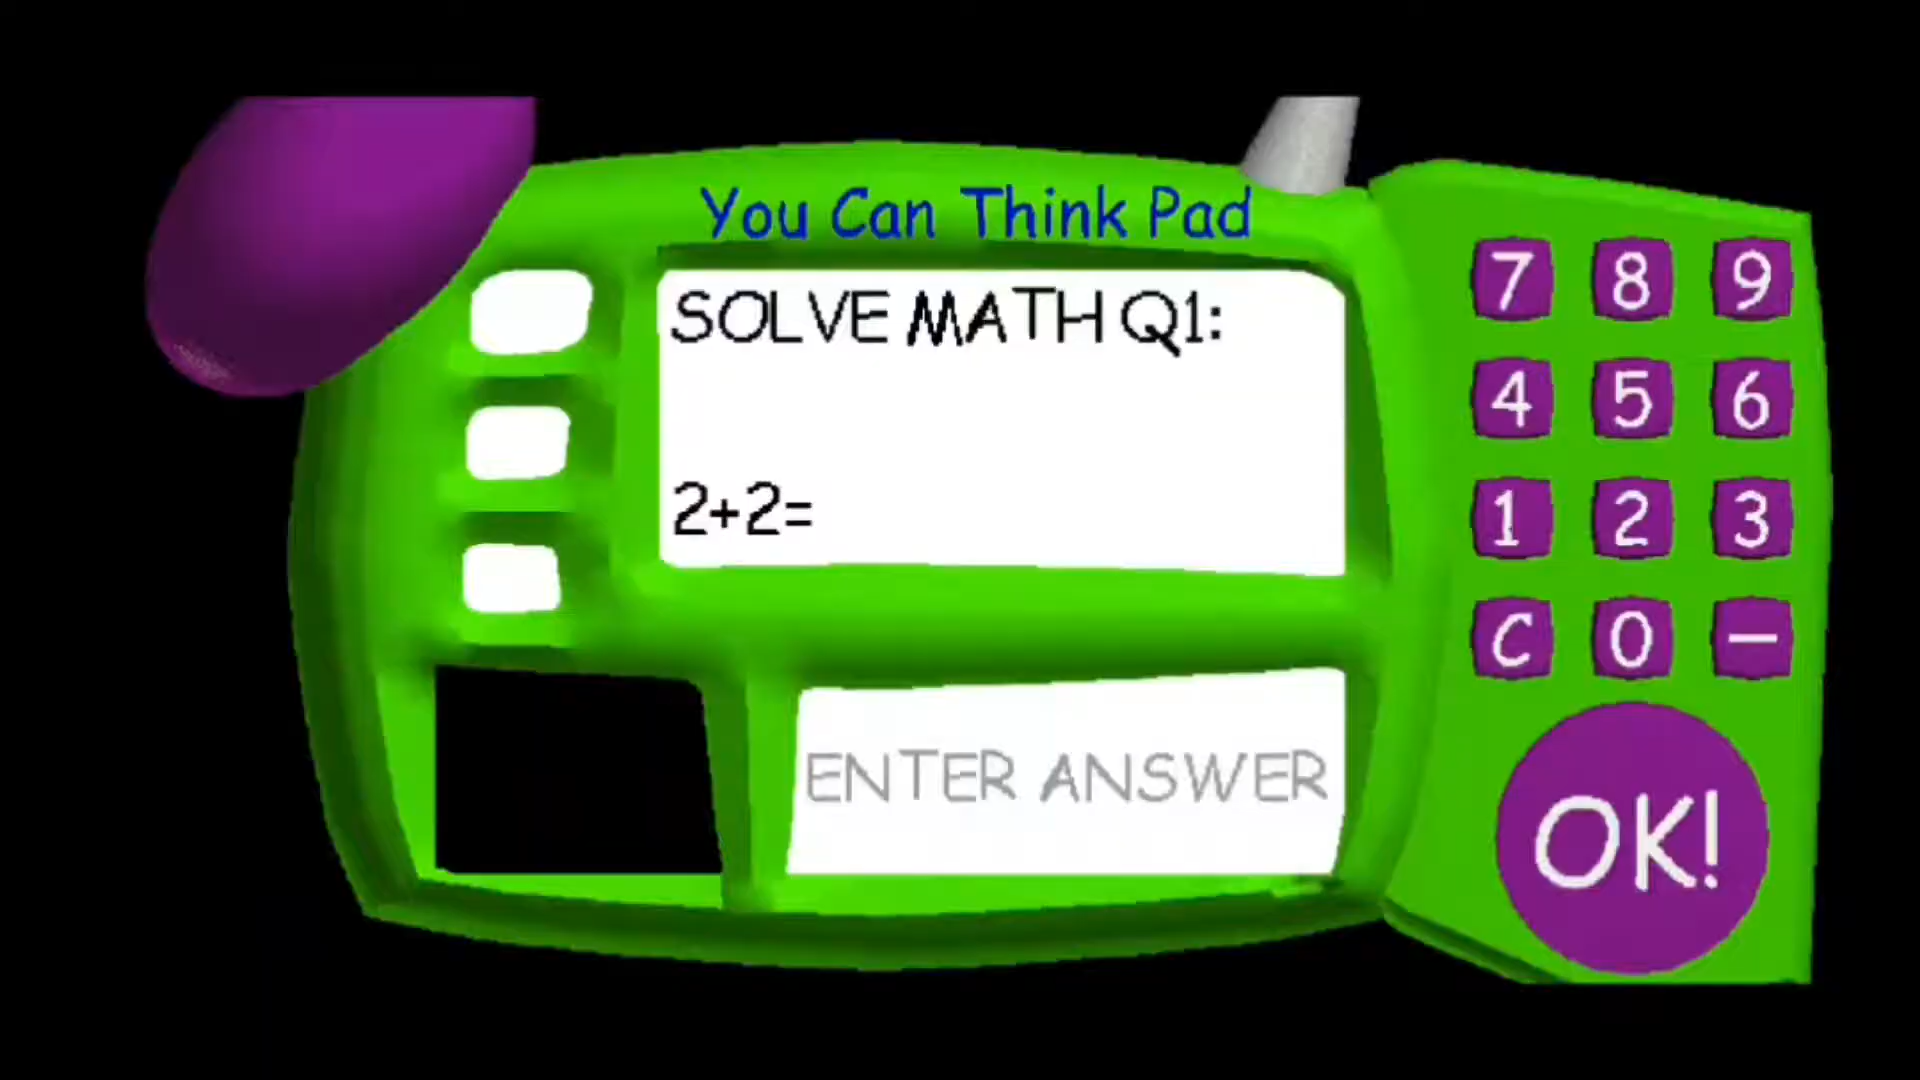 You Can Think Pad
SOLVE MATH Q1:
2+2=
ENTER ANSWER
7 8 9
4 5 6
1 2 3
C 0 —
OK!